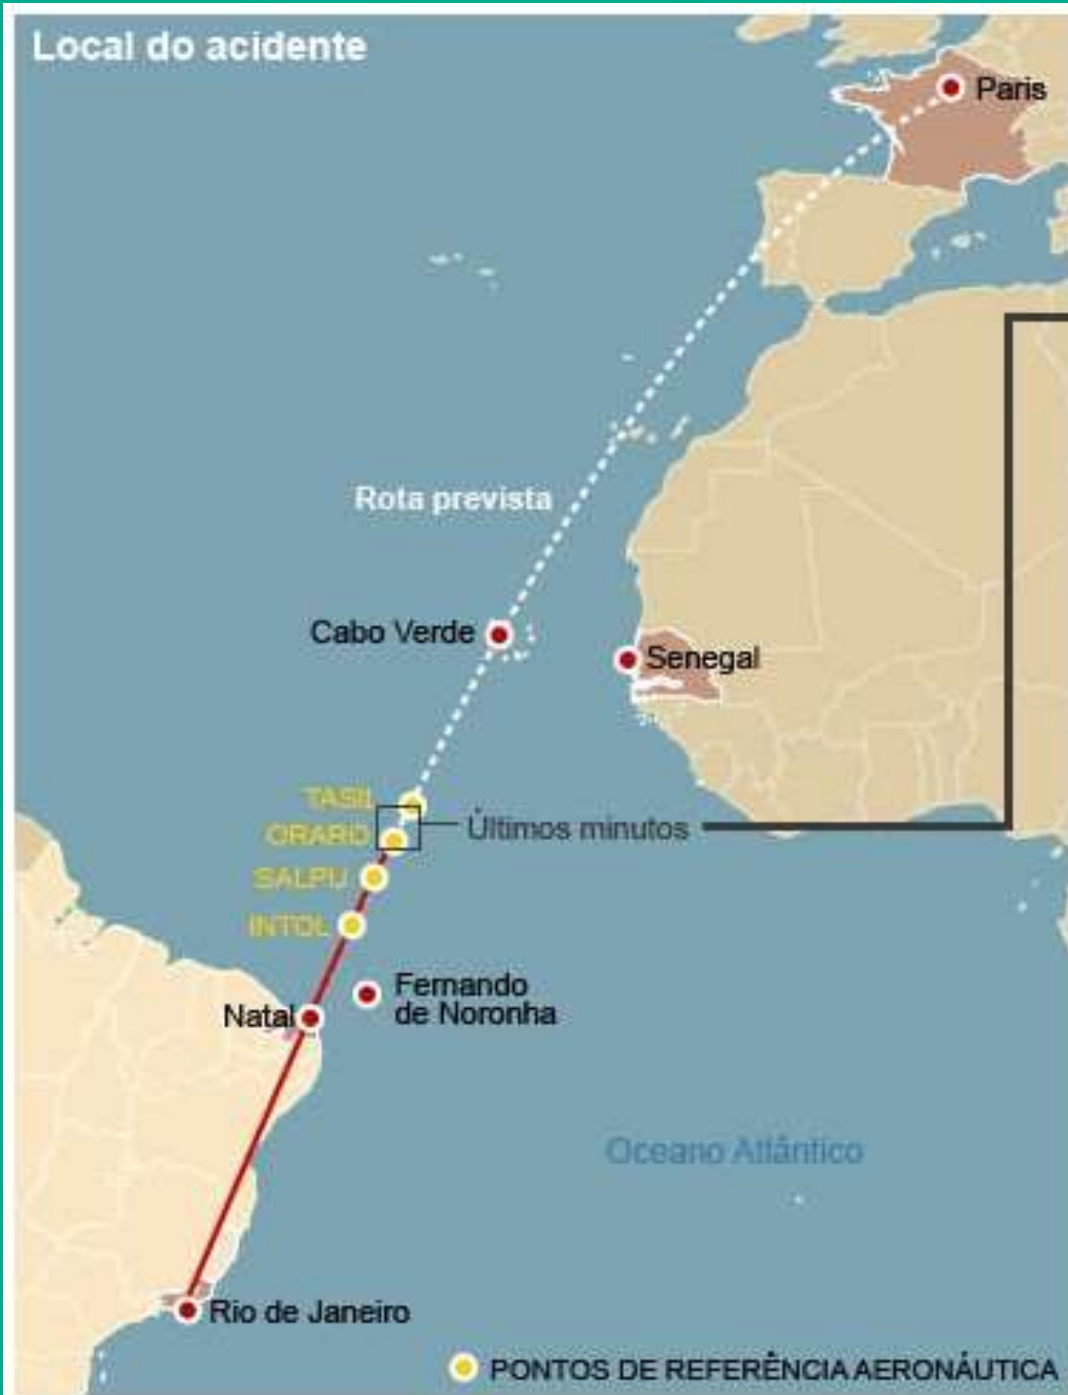 Local do acidente
Paris
Rota prevista
Cabo Verde
Senegal
TASIL
ORARO
Últimos minutos
SALPU
INTOL
Fernando
de Noronha
Natal
Oceano Atlântico
Rio de Janeiro
PONTOS DE REFERÊNCIA AERONÁUTICA